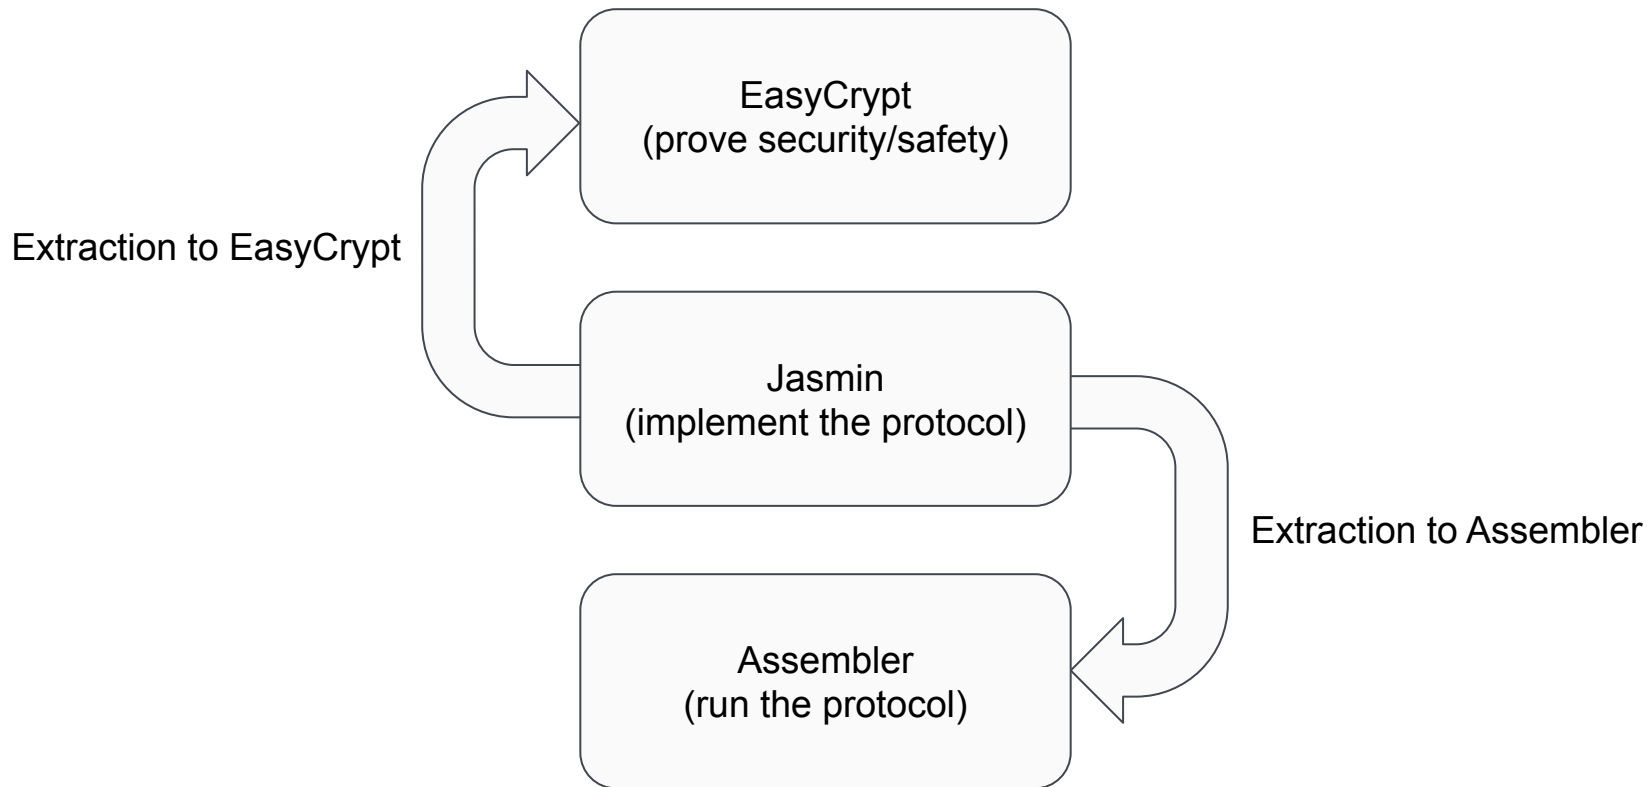 EasyCrypt
(prove security/safety)
Extraction to EasyCrypt
Jasmin
(implement the protocol)
Extraction to Assembler
Assembler
(run the protocol)